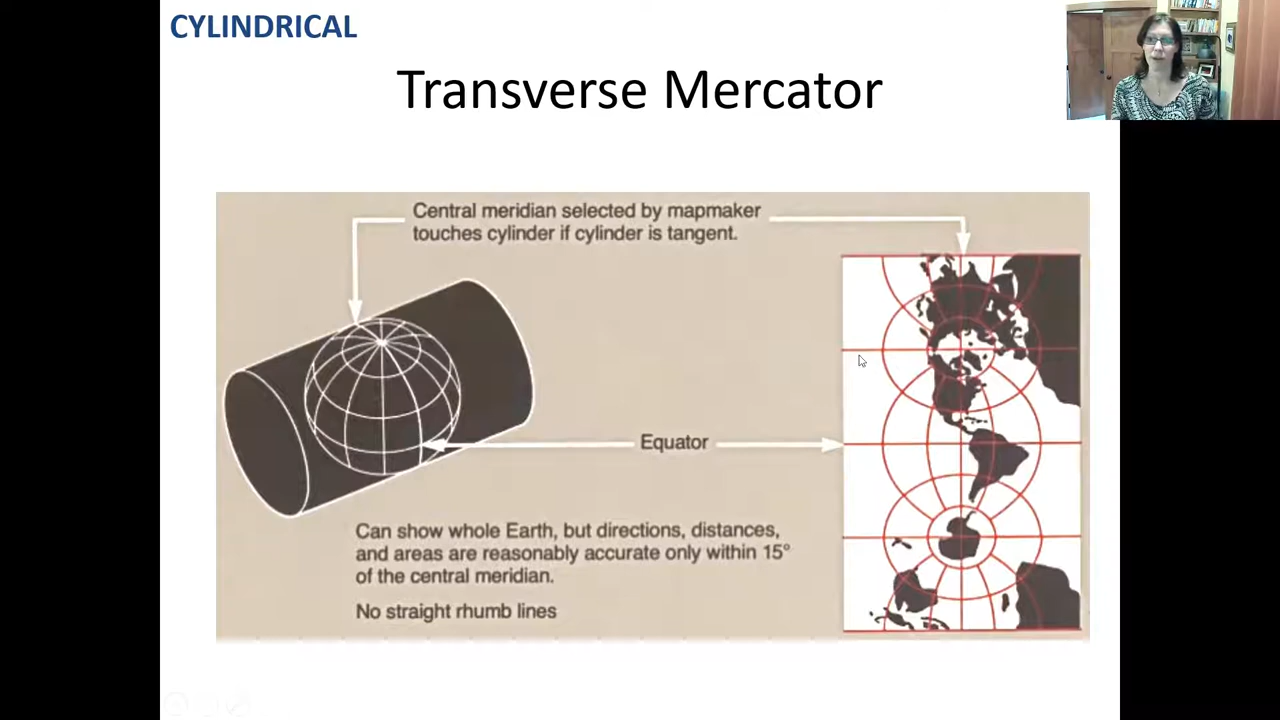 CYLINDRICAL
Transverse Mercator
Central meridian selected by mapmaker
touches cylinder if cylinder is tangent.
Equator
Can show whole Earth, but directions, distances,
and areas are reasonably accurate only within 15°
of the central meridian.
No straight rhumb lines